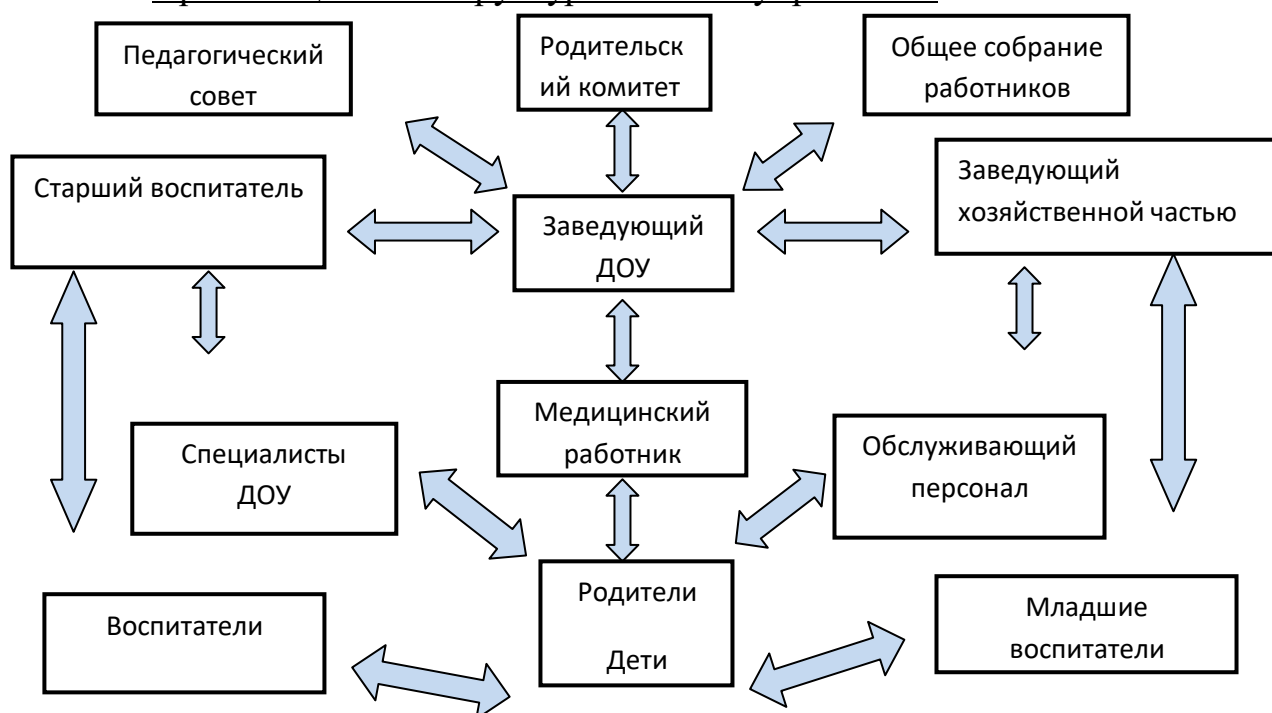 Педагогический
совет
Родительск
ий комитет
Общее собрание
работников
Старший воспитатель
Заведующий
ДОУ
Заведующий
хозяйственной частью
Медицинский
работник
Специалисты
ДОУ
Обслуживающий
персонал
Воспитатели
Родители
Дети
Младшие
воспитатели